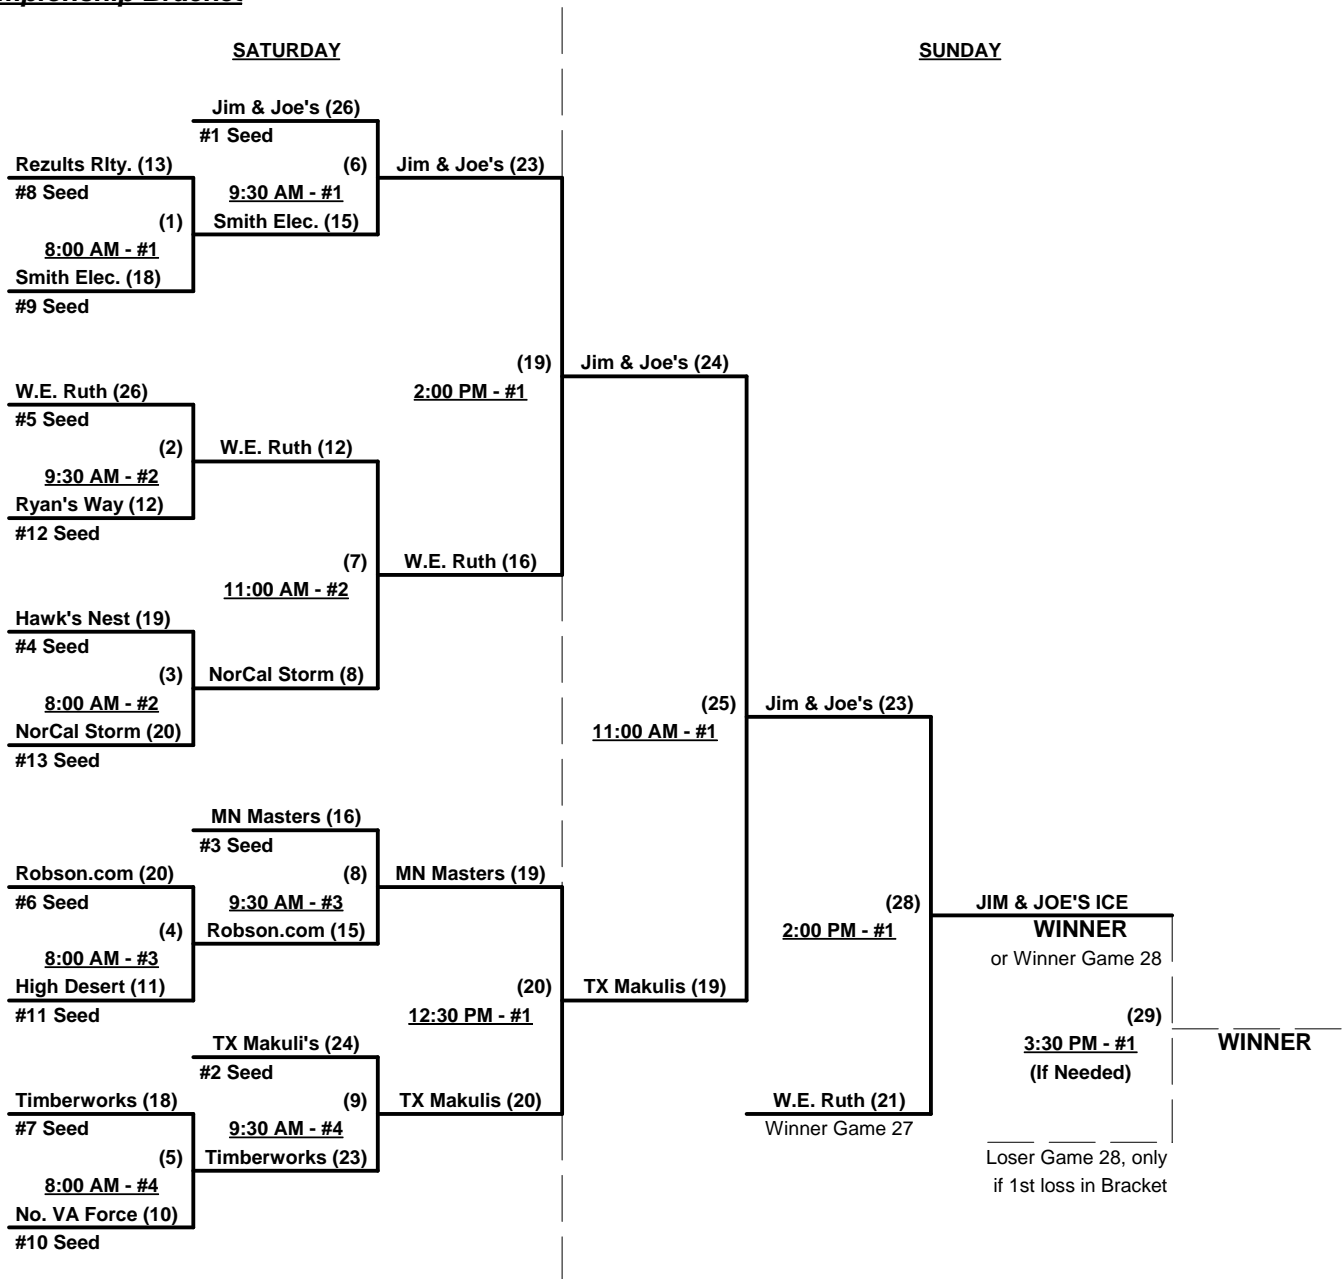 Bracket
SATURDAY
SUNDAY
Jim & Joe's (26)
#1 Seed
Rezults Rlty. (13)
(6)
Jim & Joe's (23)
#8 Seed
9:30 AM - #1
(1)
Smith Elec. (15)
8:00 AM - #1
Smith Elec. (18)
#9 Seed
(19)
Jim & Joe's (24)
W.E. Ruth (26)
2:00 PM - #1
#5 Seed
(2)
W.E. Ruth (12)
9:30 AM - #2
Ryan's Way (12)
#12 Seed
(7)
W.E. Ruth (16)
11:00 AM - #2
Hawk's Nest (19)
#4 Seed
(3)
NorCal Storm (8)
8:00 AM - #2
(25)
Jim & Joe's (23)
NorCal Storm (20)
11:00 AM - #1
#13 Seed
MN Masters (16)
#3 Seed
Robson.com (20)
(8)
MN Masters (19)
#6 Seed
9:30 AM - #3
(28)
JIM & JOE'S ICE
(4)
Robson.com (15)
2:00 PM - #1
WINNER
8:00 AM - #3
or Winner Game 28
High Desert (11)
(20)
TX Makulis (19)
#11 Seed
12:30 PM - #1
(29)
TX Makuli's (24)
3:30 PM - #1
WINNER
#2 Seed
(If Needed)
Timberworks (18)
(9)
TX Makulis (20)
W.E. Ruth (21)
#7 Seed
9:30 AM - #4
Winner Game 27
(5)
Timberworks (23)
Loser Game 28, only
8:00 AM - #4
if 1st loss in Bracket
No. VA Force (10)
#10 Seed